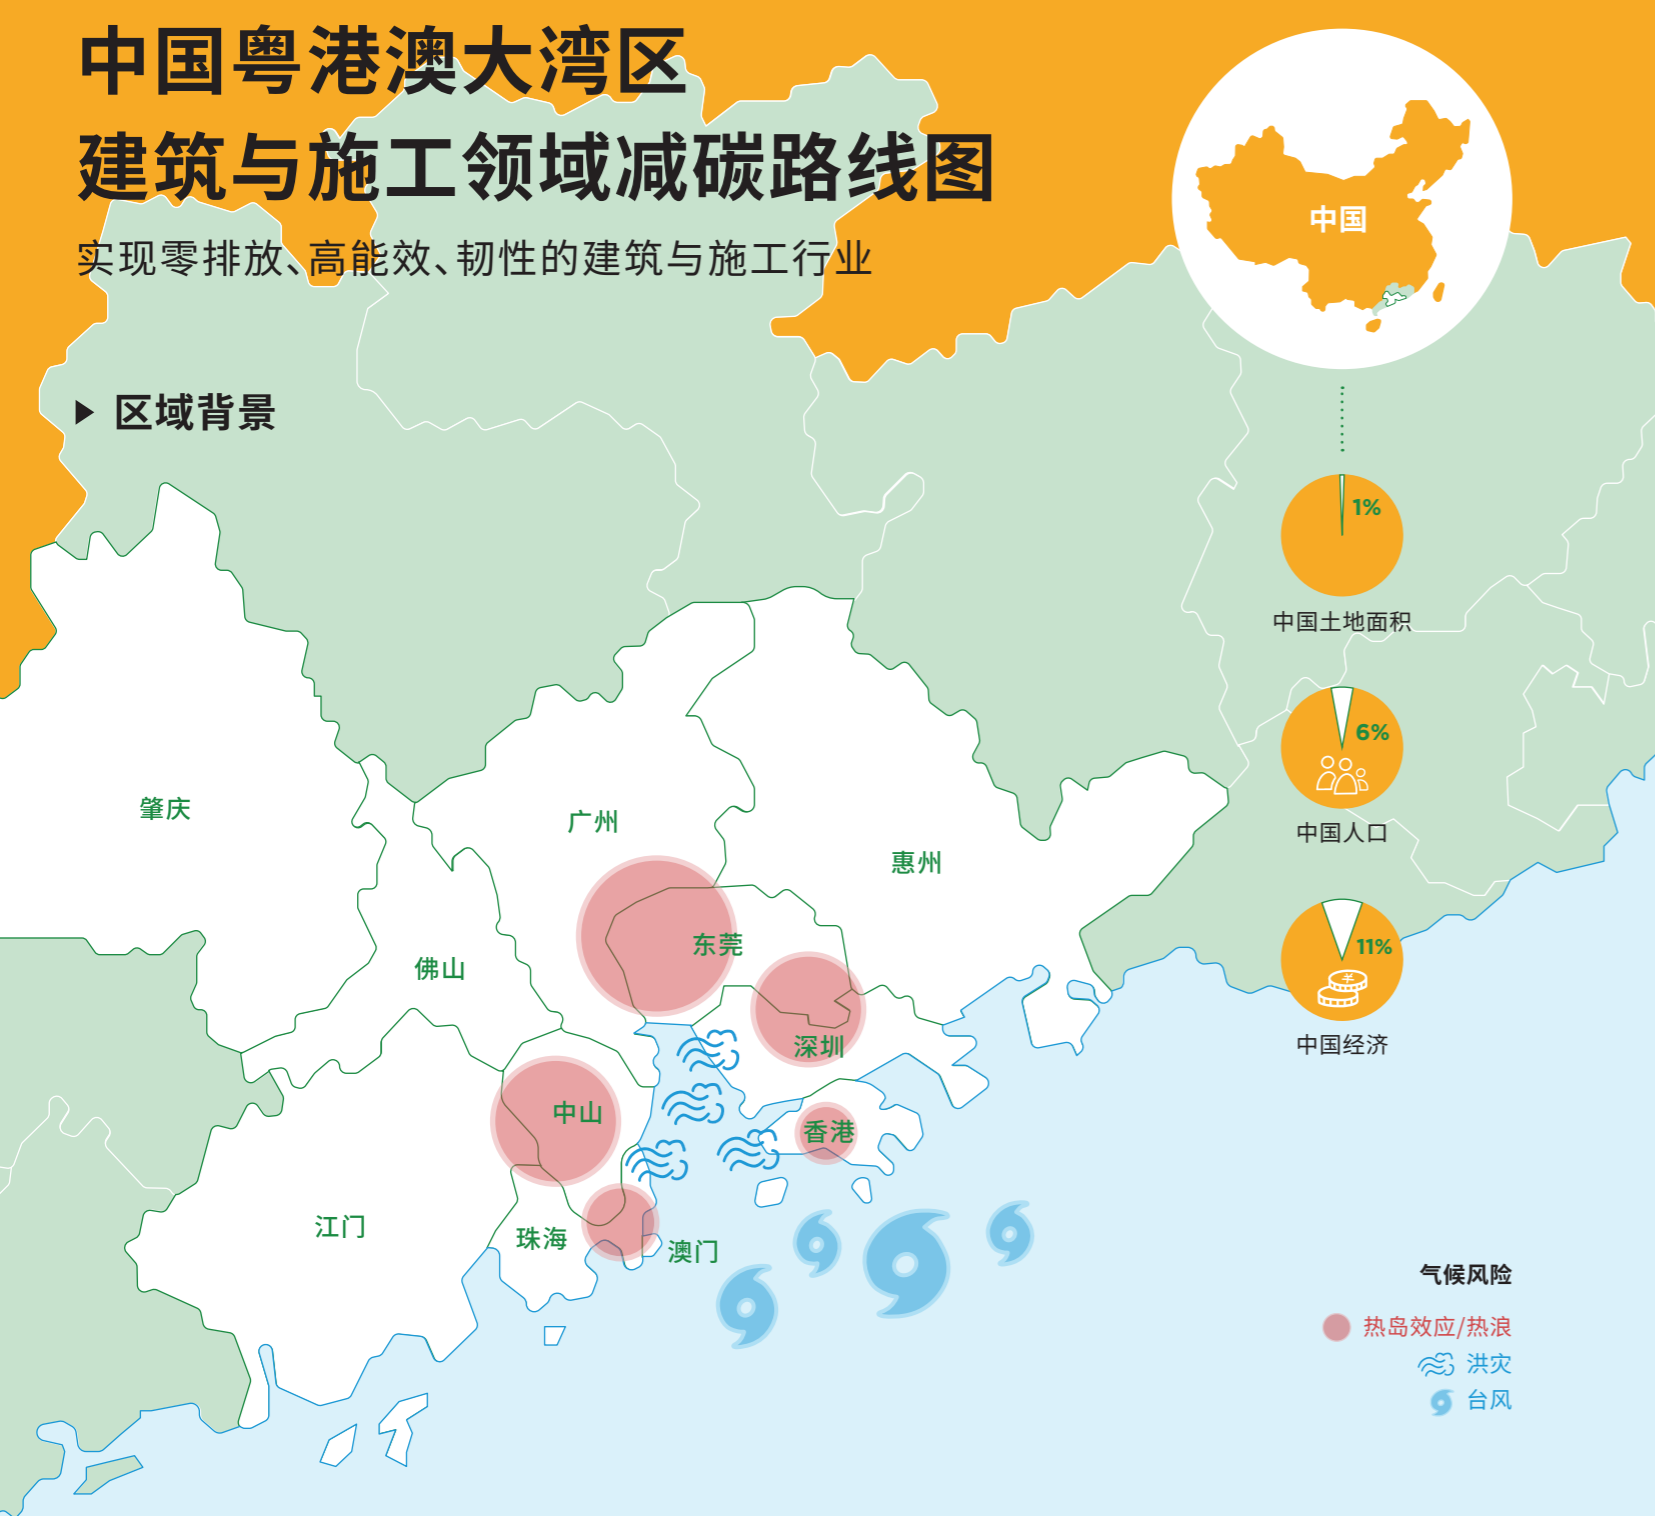 中国粤港澳大湾区
建筑与施工领域减碳路线图
实现零排放、高能效、韧性的建筑与施工行业
中国
区域背景
1%
中国土地面积
6%
中国人口
11%
中国经济
肇庆
广州
惠州
东莞
佛山
深圳
中山
香港
江门
珠海
澳门
气候风险
热岛效应/热浪
洪灾
台风